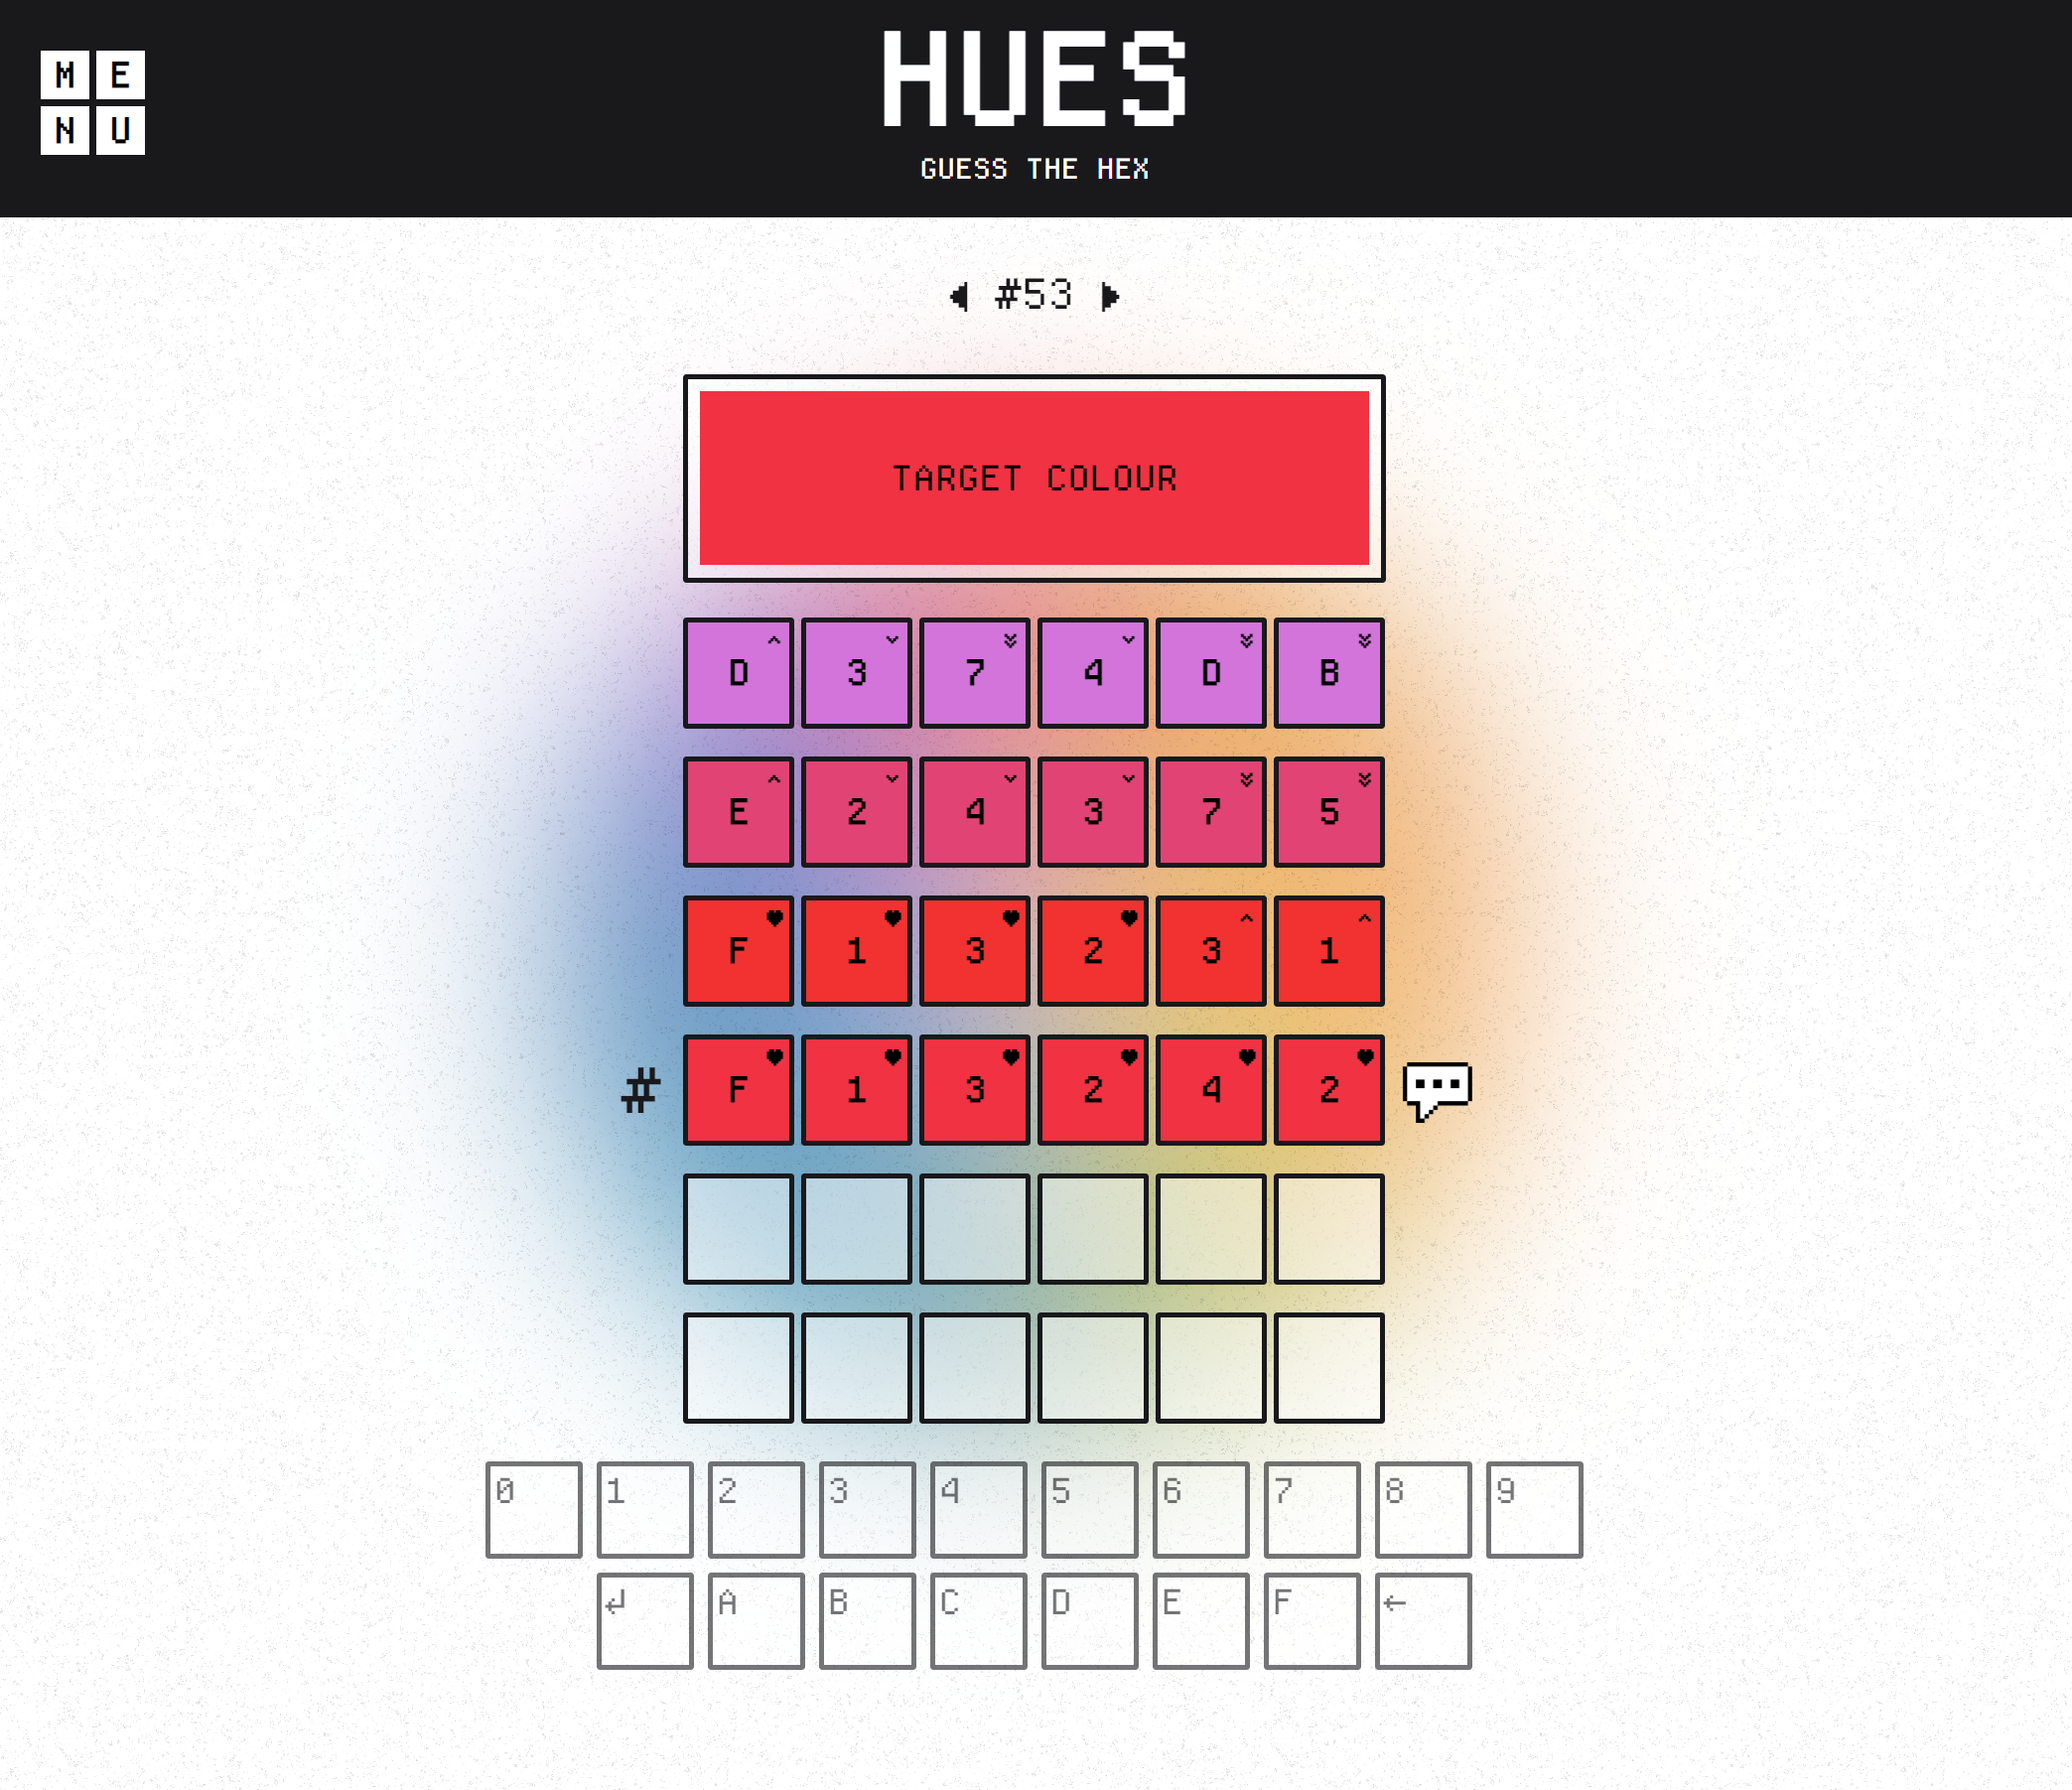 M E
N U
HUES
GUESS THE HEX
#53
TARGET COLOUR
D 3 7 4 D B
E 2 4 3 7 5
F 1 3 2 3 1
# F 1 3 2 4 2
0 1 2 3 4 5 6 7 8 9
↲ A B C D E F ←